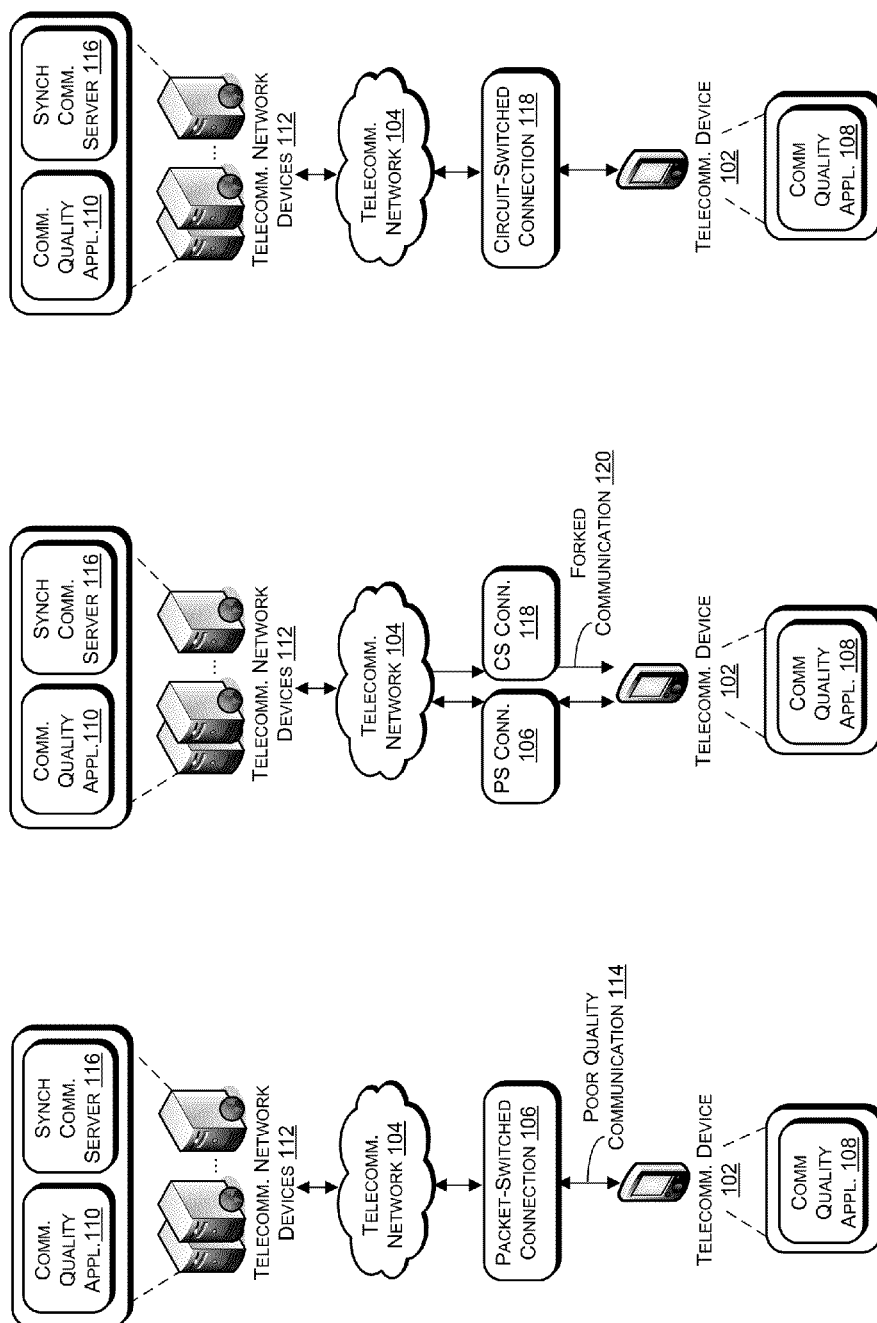 COMM.
QUALITY
APPL.110
SYNCH
COMM.
SERVER 116
TELECOMM. NETWORK
DEVICES 112
TELECOMM.
NETWORK 104
PACKET-SWITCHED
CONNECTION 106
POOR QUALITY
COMMUNICATION 114
TELECOMM. DEVICE
102
COMM
QUALITY
APPL. 108
COMM.
QUALITY
APPL.110
SYNCH
COMM.
SERVER 116
...
TELECOMM. NETWORK
DEVICES 112
TELECOMM.
NETWORK 104
PS CONN.
106
CS CONN.
118
FORKED
COMMUNICATION 120
TELECOMM. DEVICE
102
COMM
QUALITY
APPL. 108
COMM.
QUALITY
APPL.110
SYNCH
COMM.
SERVER 116
...
TELECOMM. NETWORK
DEVICES 112
TELECOMM.
NETWORK 104
CIRCUIT-SWITCHED
CONNECTION 118
TELECOMM. DEVICE
102
COMM
QUALITY
APPL. 108